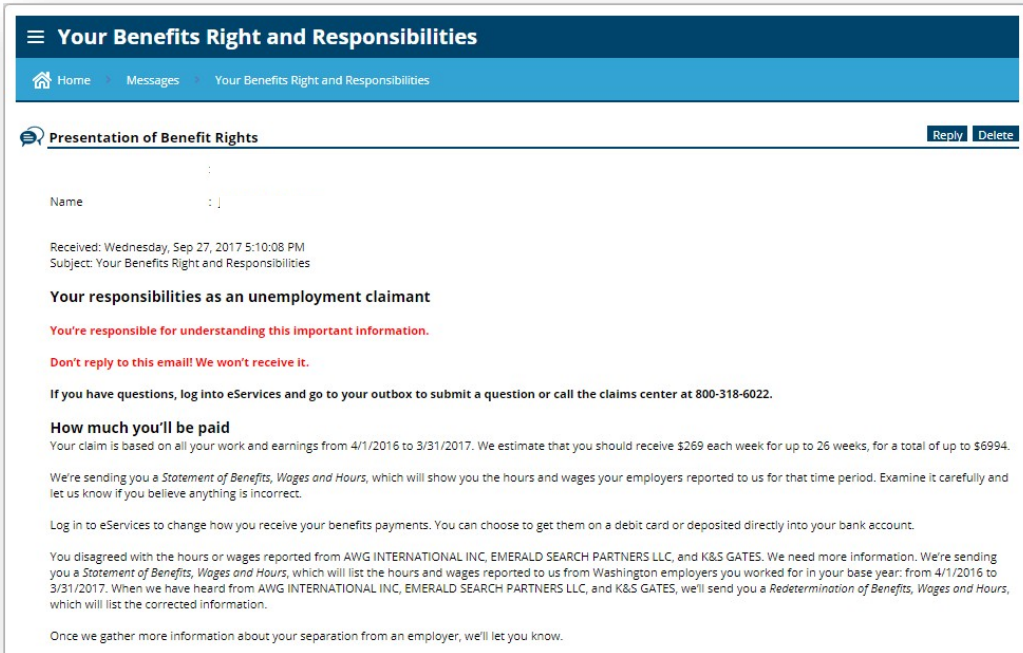 Your Benefits Right and Responsibilities
Home Messages Your Benefits Right and Responsibilities
Presentation of Benefit Rights
Reply Delete
:
Name :
Received: Wednesday, Sep 27, 2017 5:10:08 PM
Subject: Your Benefits Right and Responsibilities
Your responsibilities as an unemployment claimant
You’re responsible for understanding this important information.
Don’t reply to this email! We won’t receive it.
If you have questions, log into eServices and go to your outbox to submit a question or call the claims center at 800-318-6022.
How much you’ll be paid
Your claim is based on all your work and earnings from 4/1/2016 to 3/31/2017. We estimate that you should receive $269 each week for up to 26 weeks, for a total of up to $6994.
We’re sending you a Statement of Benefits, Wages and Hours, which will show you the hours and wages your employers reported to us for that time period. Examine it carefully and
let us know if you believe anything is incorrect.
Log in to eServices to change how you receive your benefits payments. You can choose to get them on a debit card or deposited directly into your bank account.
You disagreed with the hours or wages reported from AWG INTERNATIONAL INC, EMERALD SEARCH PARTNERS LLC, and K&S GATES. We need more information. We’re sending
you a Statement of Benefits, Wages and Hours, which will list the hours and wages reported to us from Washington employers you worked for in your base year: from 4/1/2016 to
3/31/2017. When we have heard from AWG INTERNATIONAL INC, EMERALD SEARCH PARTNERS LLC, and K&S GATES, we’ll send you a Redetermination of Benefits, Wages and Hours,
which will list the corrected information.
Once we gather more information about your separation from an employer, we’ll let you know.